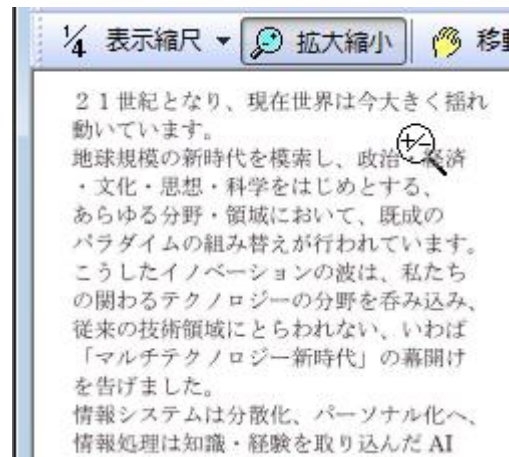 1/4 表示縮尺 拡大縮小 移動
２１世紀となり、現在世界は今大きく揺れ
動いています。
地球規模の新時代を模索し、政治・経済
・文化・思想・科学をはじめとする、
あらゆる分野・領域において、既成の
パラダイムの組み替えが行われています。
こうしたイノベーションの波は、私たち
の関わるテクノロジーの分野を呑み込み、
従来の技術領域にとらわれない、いわば
「マルチテクノロジー新時代」の幕開け
を告げました。
情報システムは分散化、パーソナル化へ、
情報処理は知識・経験を取り込んだ AI